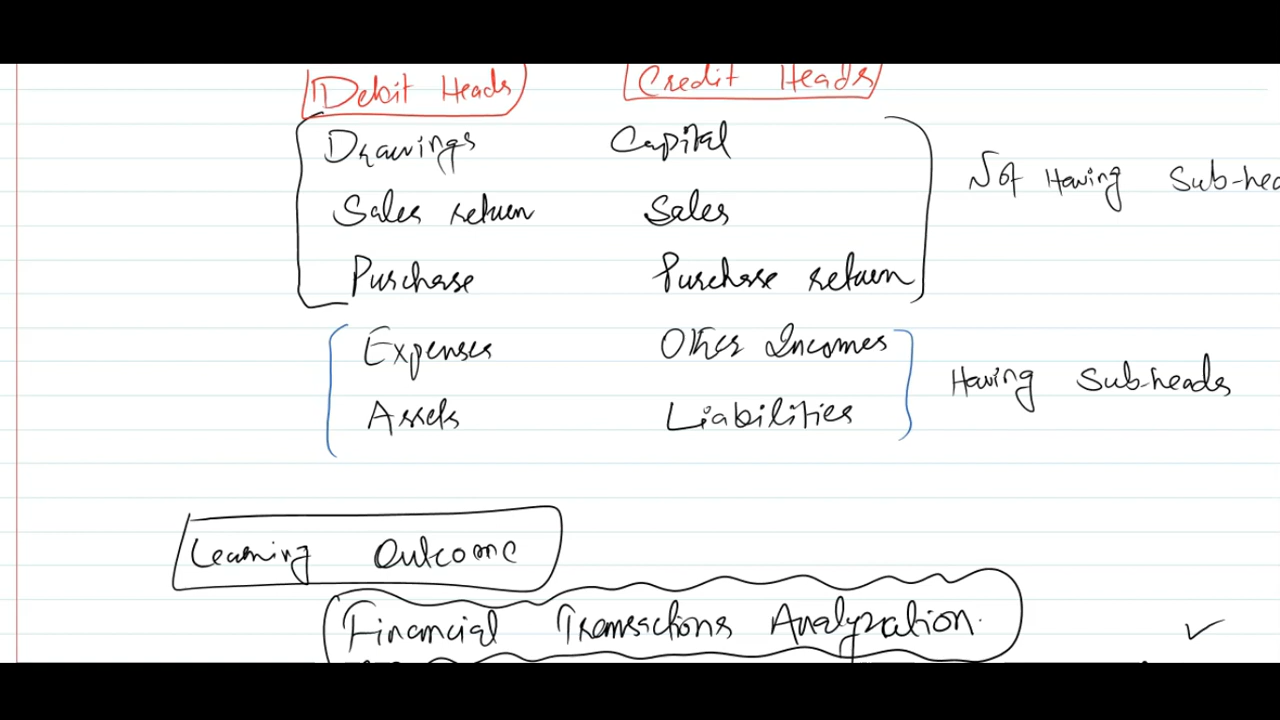 Debit Heads Credit Heads
Drawings Capital
Not Having Sub-hea
Sales return Sales
Purchase Purchase return
Expenses Other Incomes
Having Sub-heads
Assets Liabilities
Learning Outcome
Financial Transactions Analyzation.